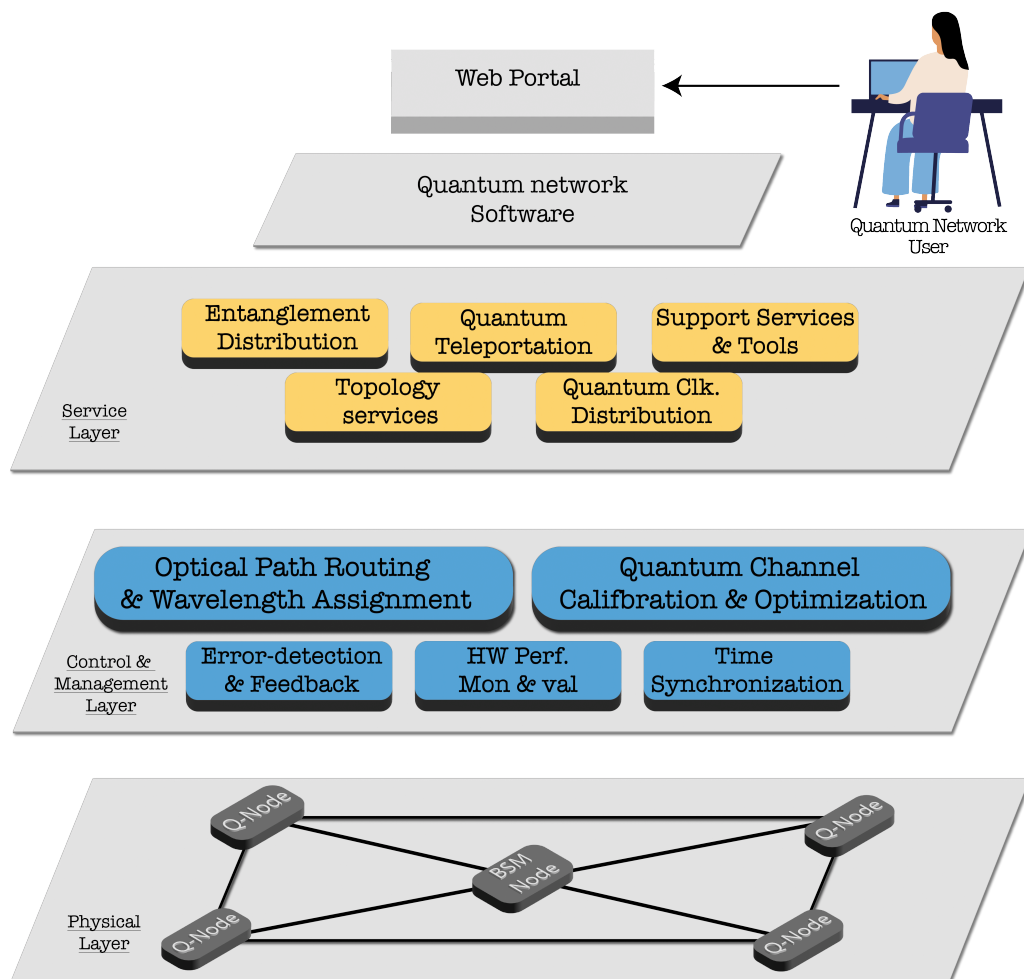 Web Portal
Quantum network
Software
Quantum Network
User
Entanglement
Distribution
Quantum
Teleportation
Support Services
& Tools
Topology
services
Quantum Clk.
Distribution
Service
Layer
Optical Path Routing
& Wavelength Assignment
Quantum Channel
Califbration & Optimization
Error-detection
& Feedback
HW Perf.
Mon & val
Time
Synchronization
Control &
Management
Layer
Q-Node
Q-Node
BSM
Node
Q-Node
Q-Node
Physical
Layer